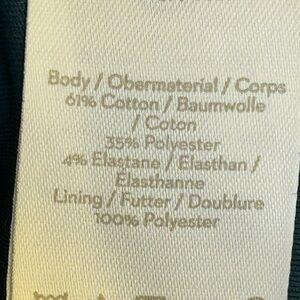 Body / Obermaterial / Corps
61% Cotton / Baumwolle
/ Coton
35% Polyester
4% Elastane / Elasthan /
Elasthanne
Lining / Futter / Doublure
100% Polyester